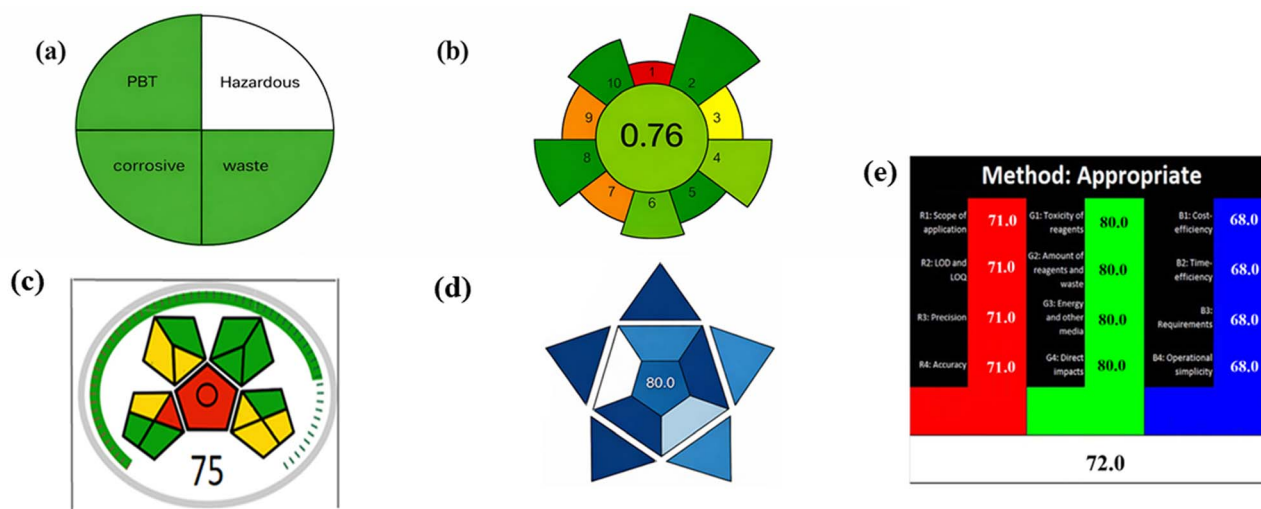 (a)
PBT
Hazardous
corrosive
waste
(b)
1
2
3
4
5
6
7
8
9
10
0.76
(c)
75
(d)
80.0
(e)
Method: Appropriate
R1: Scope of
application
71.0
G1: Toxicity of
reagents
80.0
B1: Cost-
efficiency
68.0
R2: LOD and
LOQ
71.0
G2: Amount of
reagents and
waste
80.0
B2: Time-
efficiency
68.0
R3: Precision
71.0
G3: Energy
and other
media
80.0
B3:
Requirements
68.0
R4: Accuracy
71.0
G4: Direct
impacts
80.0
B4: Operational
simplicity
68.0
72.0